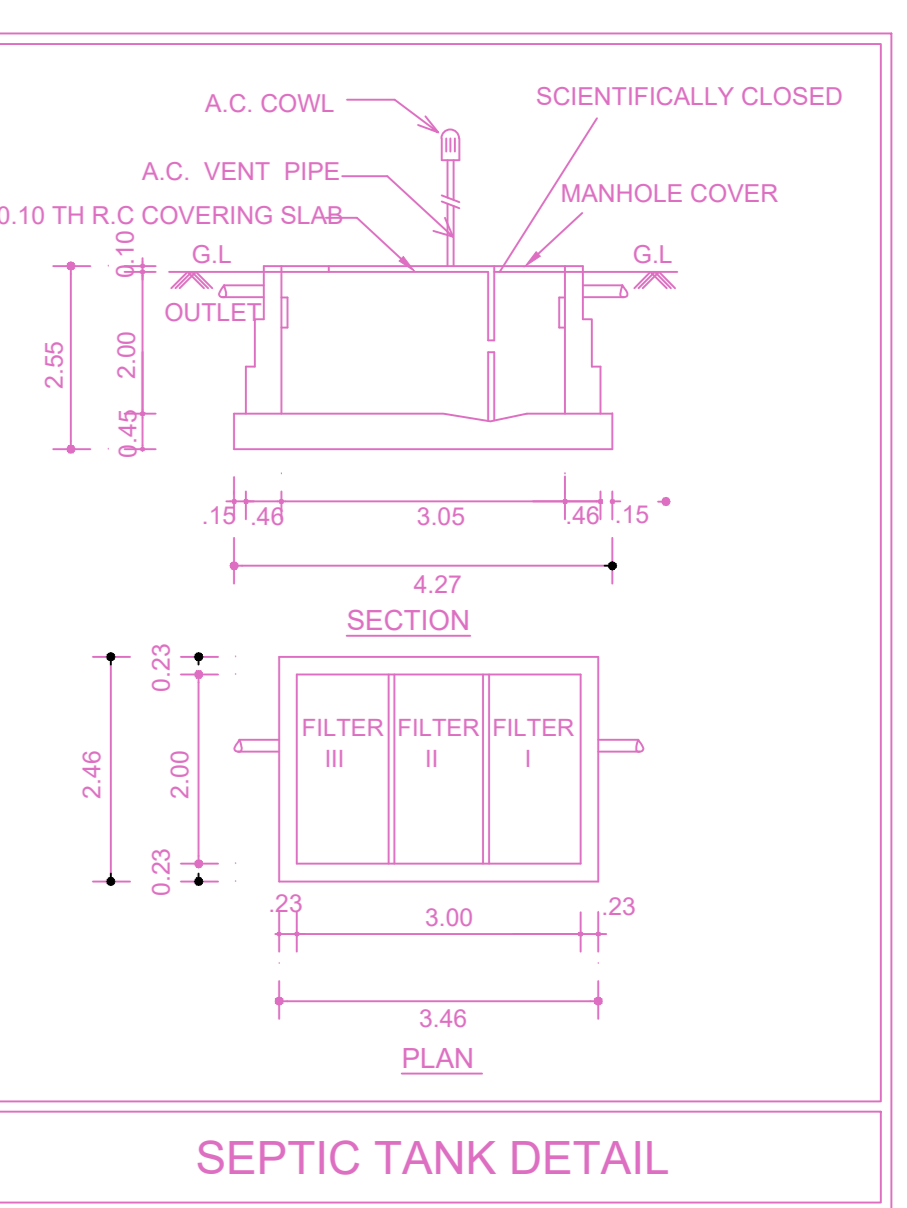 A.C. COWL
SCIENTIFICALLY CLOSED
A.C. VENT PIPE
MANHOLE COVER
0.10 TH R.C COVERING SLAB
G.L
G.L
OUTLET
0.10
2.00
0.45
2.55
.15 .46 3.05 .46 .15
4.27
SECTION
0.23
2.00
0.23
2.46
FILTER III
FILTER II
FILTER I
.23 3.00 .23
3.46
PLAN
SEPTIC TANK DETAIL